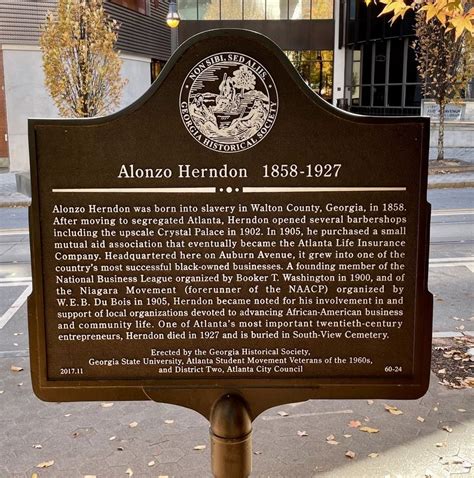 NON SIBI, SED ALIIS.
GEORGIA HISTORICAL SOCIETY
Alonzo Herndon 1858-1927
Alonzo Herndon was born into slavery in Walton County, Georgia, in 1858.
After moving to segregated Atlanta, Herndon opened several barbershops
including the upscale Crystal Palace in 1902. In 1905, he purchased a small
mutual aid association that eventually became the Atlanta Life Insurance
Company. Headquartered here on Auburn Avenue, it grew into one of the
country's most successful black-owned businesses. A founding member of the
National Business League organized by Booker T. Washington in 1900, and of
the Niagara Movement (forerunner of the NAACP) organized by
W.E.B. Du Bois in 1905, Herndon became noted for his involvement in and
support of local organizations devoted to advancing African-American business
and community life. One of Atlanta's most important twentieth-century
entrepreneurs, Herndon died in 1927 and is buried in South-View Cemetery.
Erected by the Georgia Historical Society,
Georgia State University, Atlanta Student Movement Veterans of the 1960s,
and District Two, Atlanta City Council
2017.11
60-24